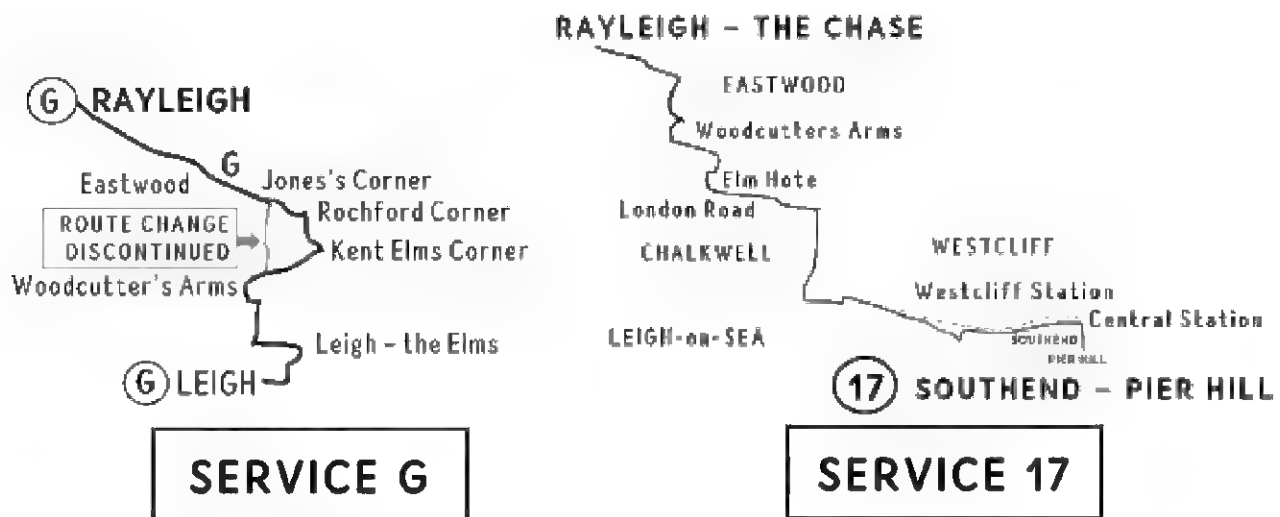 G RAYLEIGH
G
Eastwood
Jones's Corner
ROUTE CHANGE
DISCONTINUED
Rochford Corner
Kent Elms Corner
Woodcutter's Arms
Leigh – the Elms
G LEIGH
SERVICE G
RAYLEIGH – THE CHASE
EASTWOOD
Woodcutters Arms
Elm Hote
London Road
CHALKWELL
WESTCLIFF
Westcliff Station
Central Station
LEIGH-on-SEA
SOUTHEND
PIER HILL
17 SOUTHEND – PIER HILL
SERVICE 17